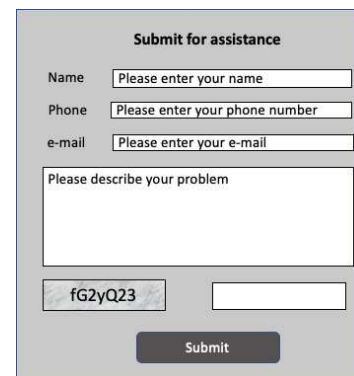 Submit for assistance
Name Please enter your name
Phone Please enter your phone number
e-mail Please enter your e-mail
Please describe your problem
fG2yQ23
Submit